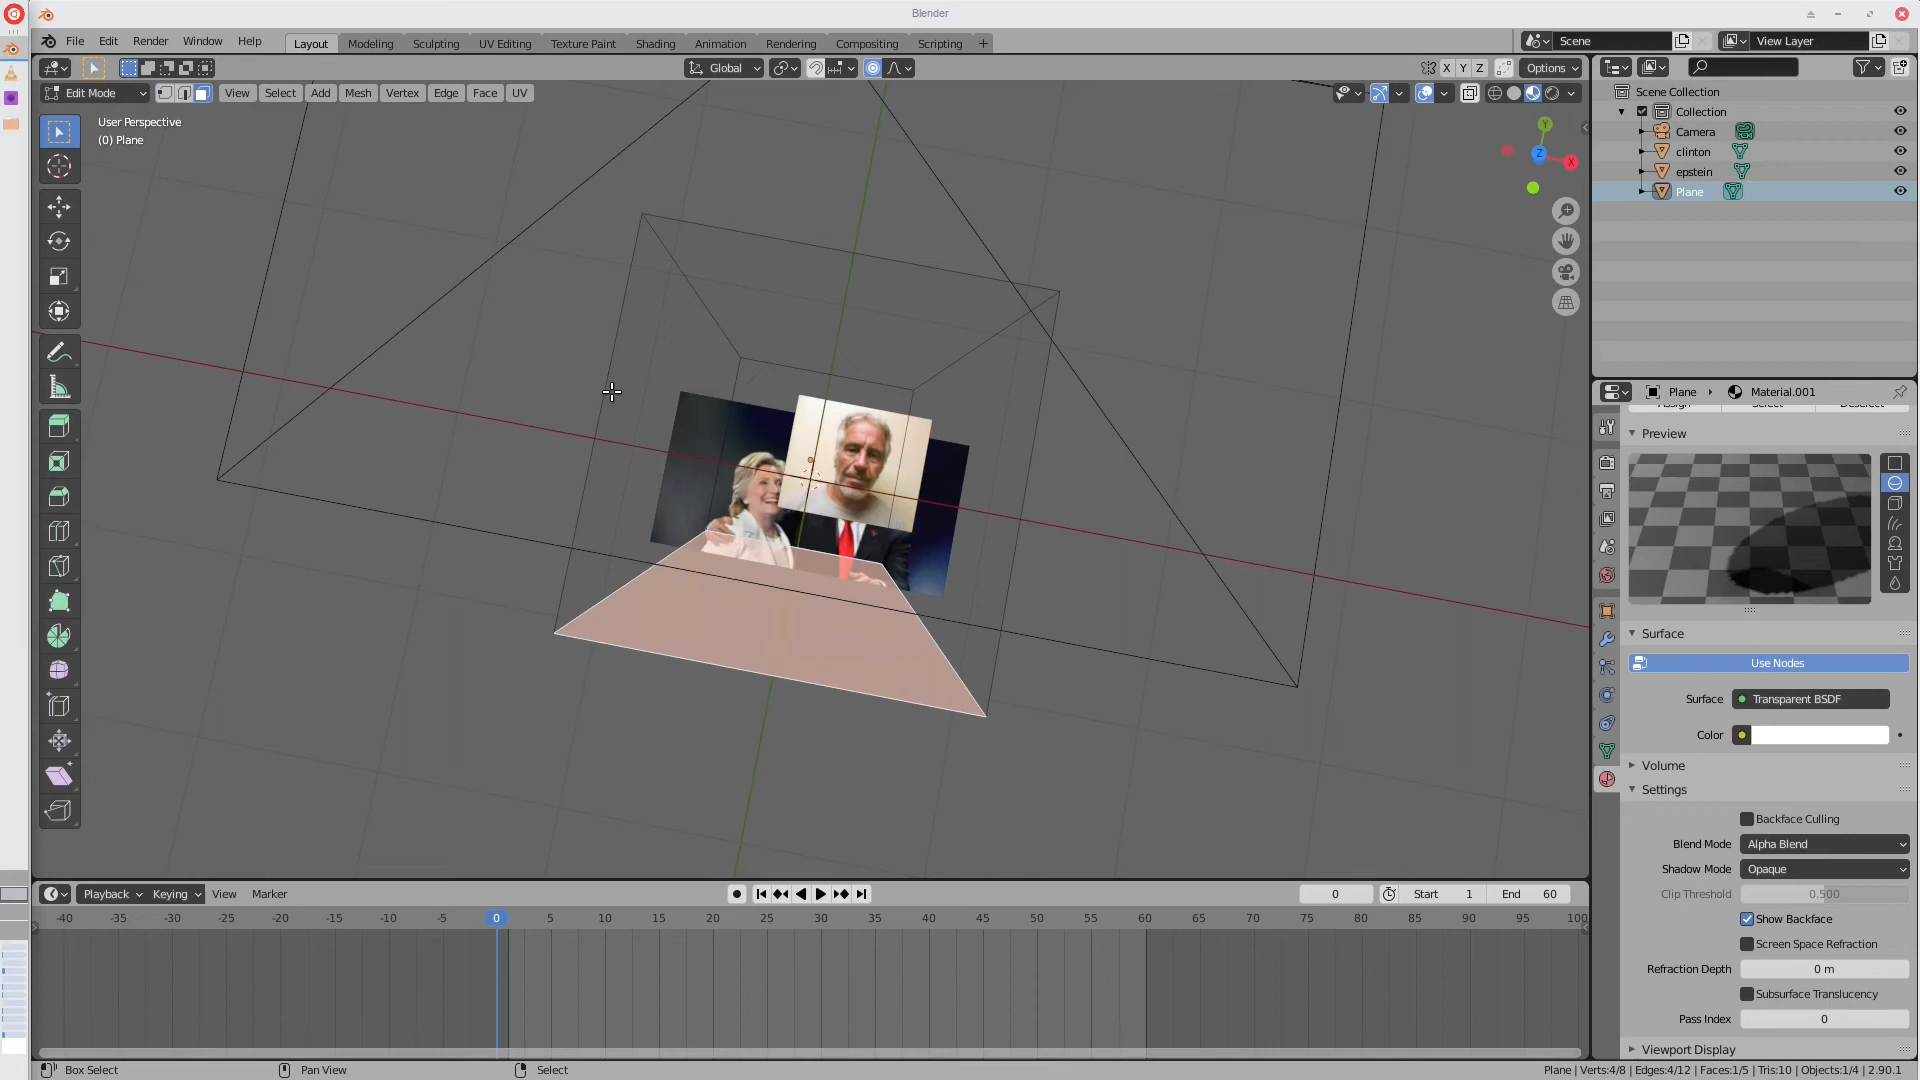 Blender
File Edit Render Window Help
Layout Modeling Sculpting UV Editing Texture Paint Shading Animation Rendering Compositing Scripting +
Scene View Layer
Global X Y Z Options
Edit Mode View Select Add Mesh Vertex Edge Face UV
User Perspective
(0) Plane
Y
Z
X
Scene Collection
Collection
Camera
clinton
epstein
Plane
Plane Material.001
Assign Select Deselect
Preview
Surface
Use Nodes
Surface Transparent BSDF
Color
Volume
Settings
Backface Culling
Blend Mode Alpha Blend
Shadow Mode Opaque
Clip Threshold 0.500
Show Backface
Screen Space Refraction
Refraction Depth 0 m
Subsurface Translucency
Pass Index 0
Viewport Display
Playback Keying View Marker
0 Start 1 End 60
-40 -35 -30 -25 -20 -15 -10 -5 0 5 10 15 20 25 30 35 40 45 50 55 60 65 70 75 80 85 90 95 100
Box Select Pan View Select
Plane | Verts:4/8 | Edges:4/12 | Faces:1/5 | Tris:10 | Objects:1/4 | 2.90.1